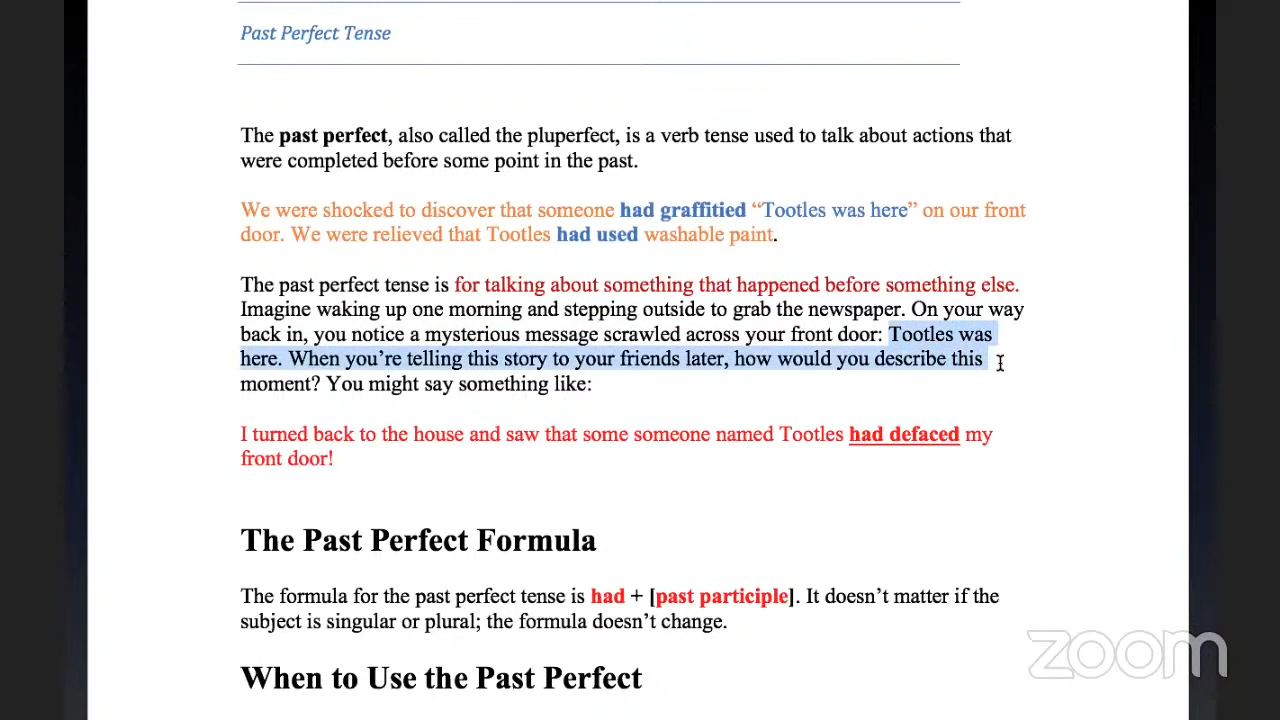 Past Perfect Tense
The past perfect, also called the pluperfect, is a verb tense used to talk about actions that
were completed before some point in the past.
We were shocked to discover that someone had graffitied “Tootles was here” on our front
door. We were relieved that Tootles had used washable paint.
The past perfect tense is for talking about something that happened before something else.
Imagine waking up one morning and stepping outside to grab the newspaper. On your way
back in, you notice a mysterious message scrawled across your front door: Tootles was
here. When you’re telling this story to your friends later, how would you describe this
moment? You might say something like:
I turned back to the house and saw that some someone named Tootles had defaced my
front door!
The Past Perfect Formula
The formula for the past perfect tense is had + [past participle]. It doesn’t matter if the
subject is singular or plural; the formula doesn’t change.
When to Use the Past Perfect
zoom